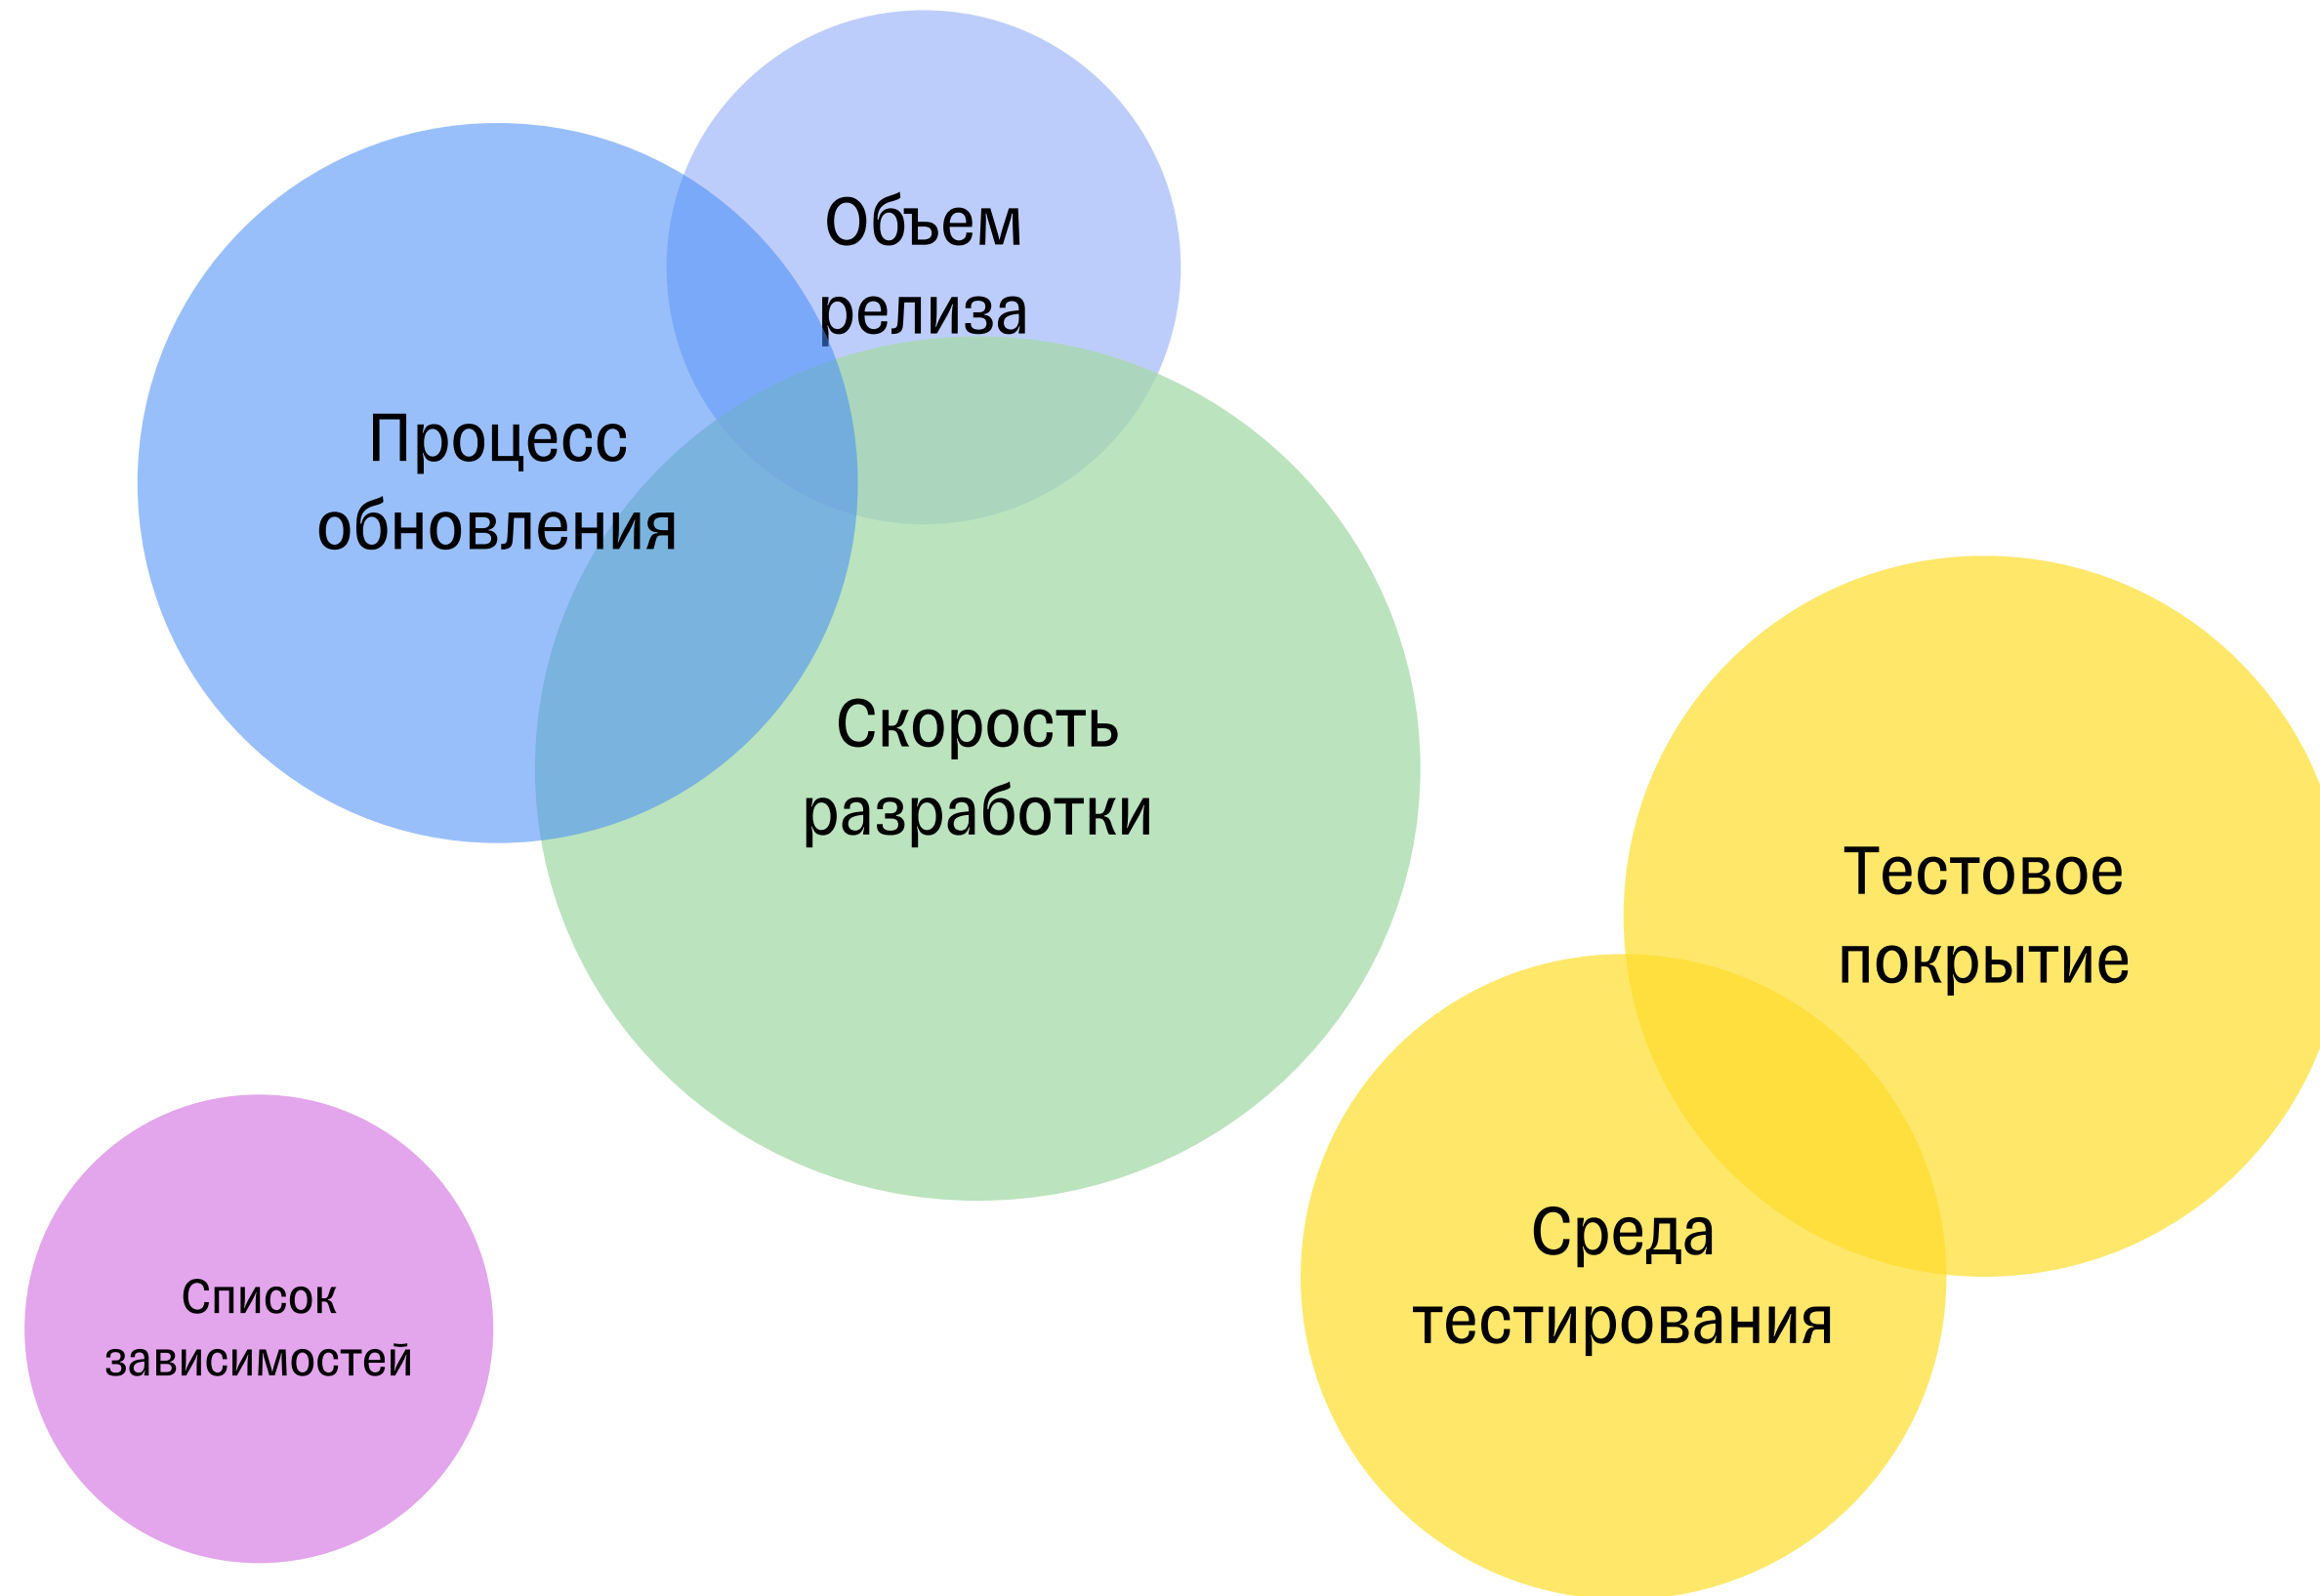 Объем
релиза
Процесс
обновления
Скорость
разработки
Тестовое
покрытие
Среда
тестирования
Список
зависимостей